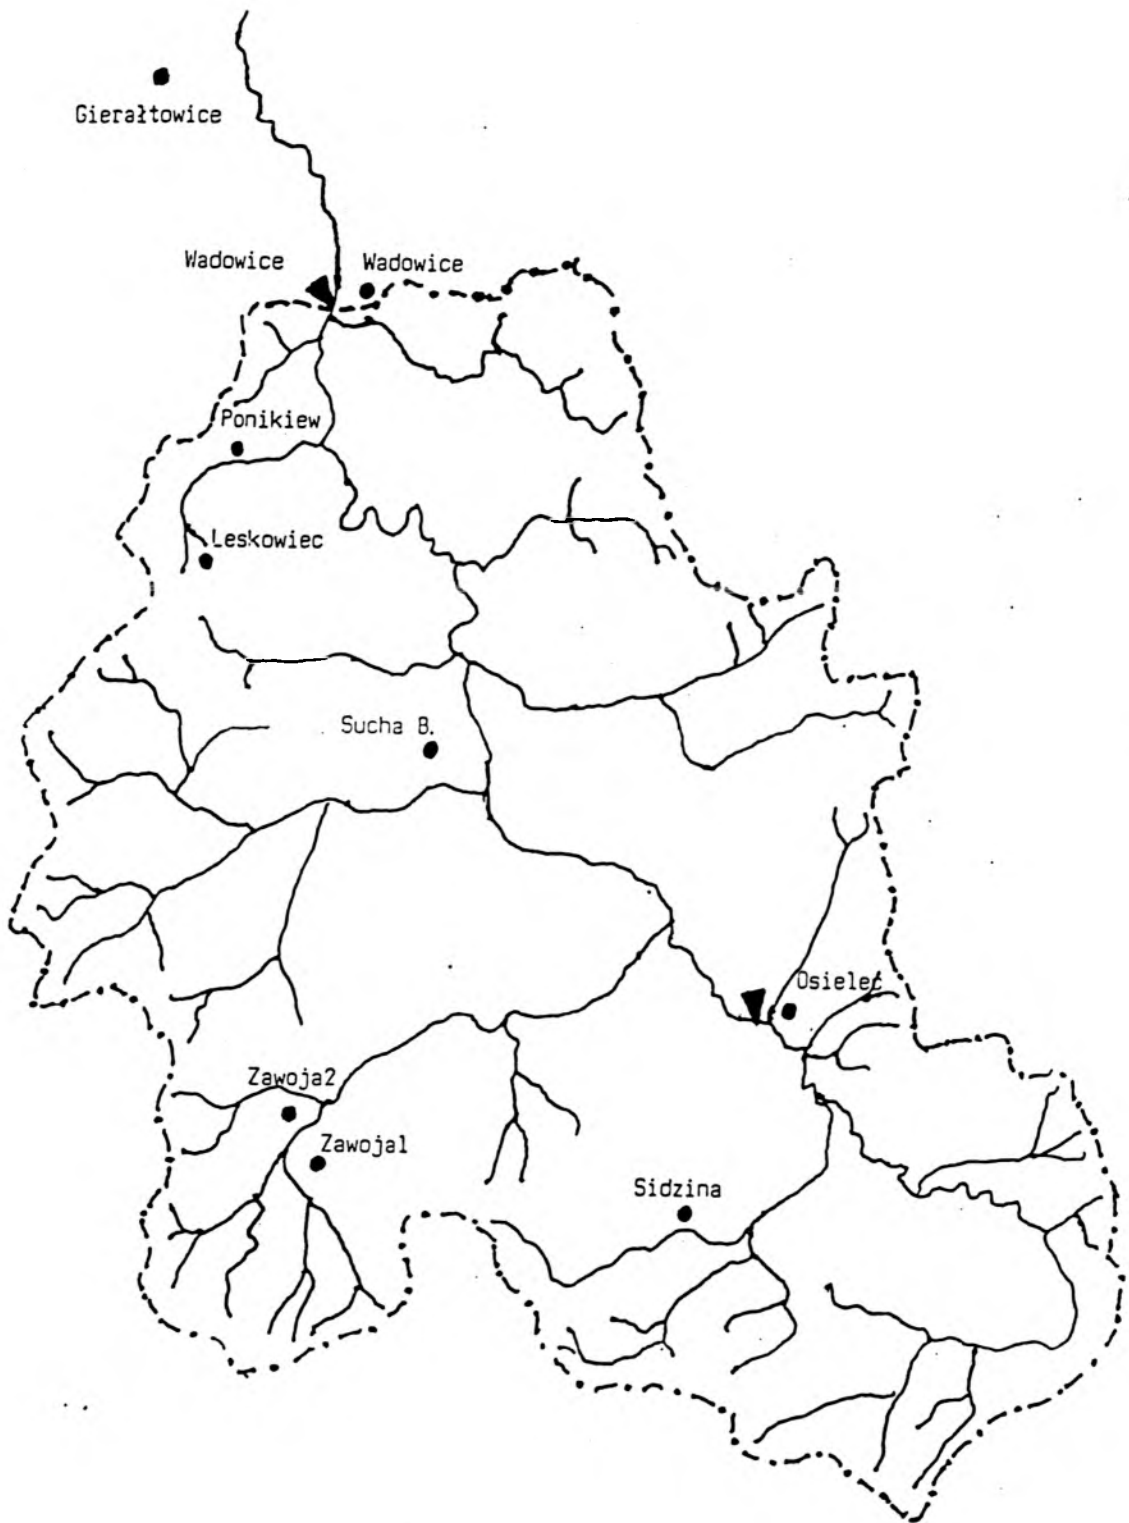 Gierałtowice
Wadowice
Wadowice
Ponikiew
Leskowiec
Sucha B.
Osielec
Zawoja2
Zawoja1
Sidzina